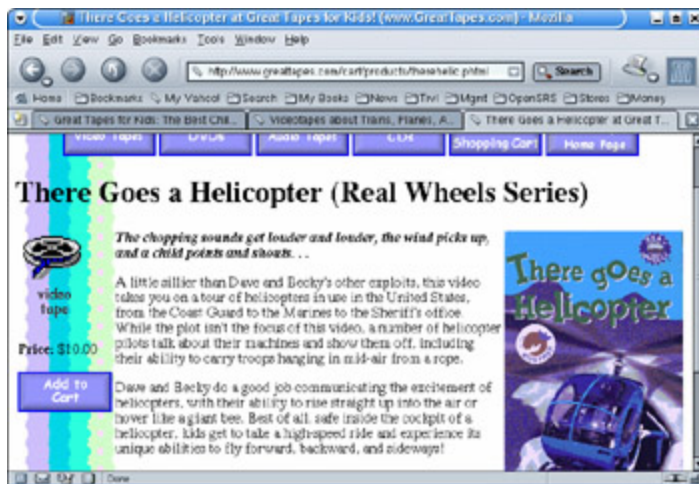 There Goes a Helicopter at Great Tapes for Kids! (www.GreatTapes.com) - Mozilla
File Edit View Go Bookmarks Tools Window Help
http://www.greattapes.com/cart/products/therehelic.phtml Search
Home Bookmarks My Yahoo! Search My Books News Trvl Mgmt OpenSRS Stores Money
Great Tapes for Kids: The Best Chil... Videotapes about Trains, Planes, A... There Goes a Helicopter at Great T...
Video Tapes DVDs Audio Tapes CDs Shopping Cart Home Page
There Goes a Helicopter (Real Wheels Series)
The chopping sounds get louder and louder, the wind picks up,
and a child points and shouts. . .
video
tape
Price: $10.00
Add to
Cart
A little sillier than Dave and Becky's other exploits, this video
takes you on a tour of helicopters in use in the United States,
from the Coast Guard to the Marines to the Sheriff's office.
While the plot isn't the focus of this video, a number of helicopter
pilots talk about their machines and show them off, including
their ability to carry troops hanging in mid-air from a rope.
Dave and Becky do a good job communicating the excitement of
helicopters, with their ability to rise straight up into the air or
hover like a giant bee. Best of all, safe inside the cockpit of a
helicopter, kids get to take a high-speed ride and experience its
unique abilities to fly forward, backward, and sideways!
There goes a
Helicopter
Done